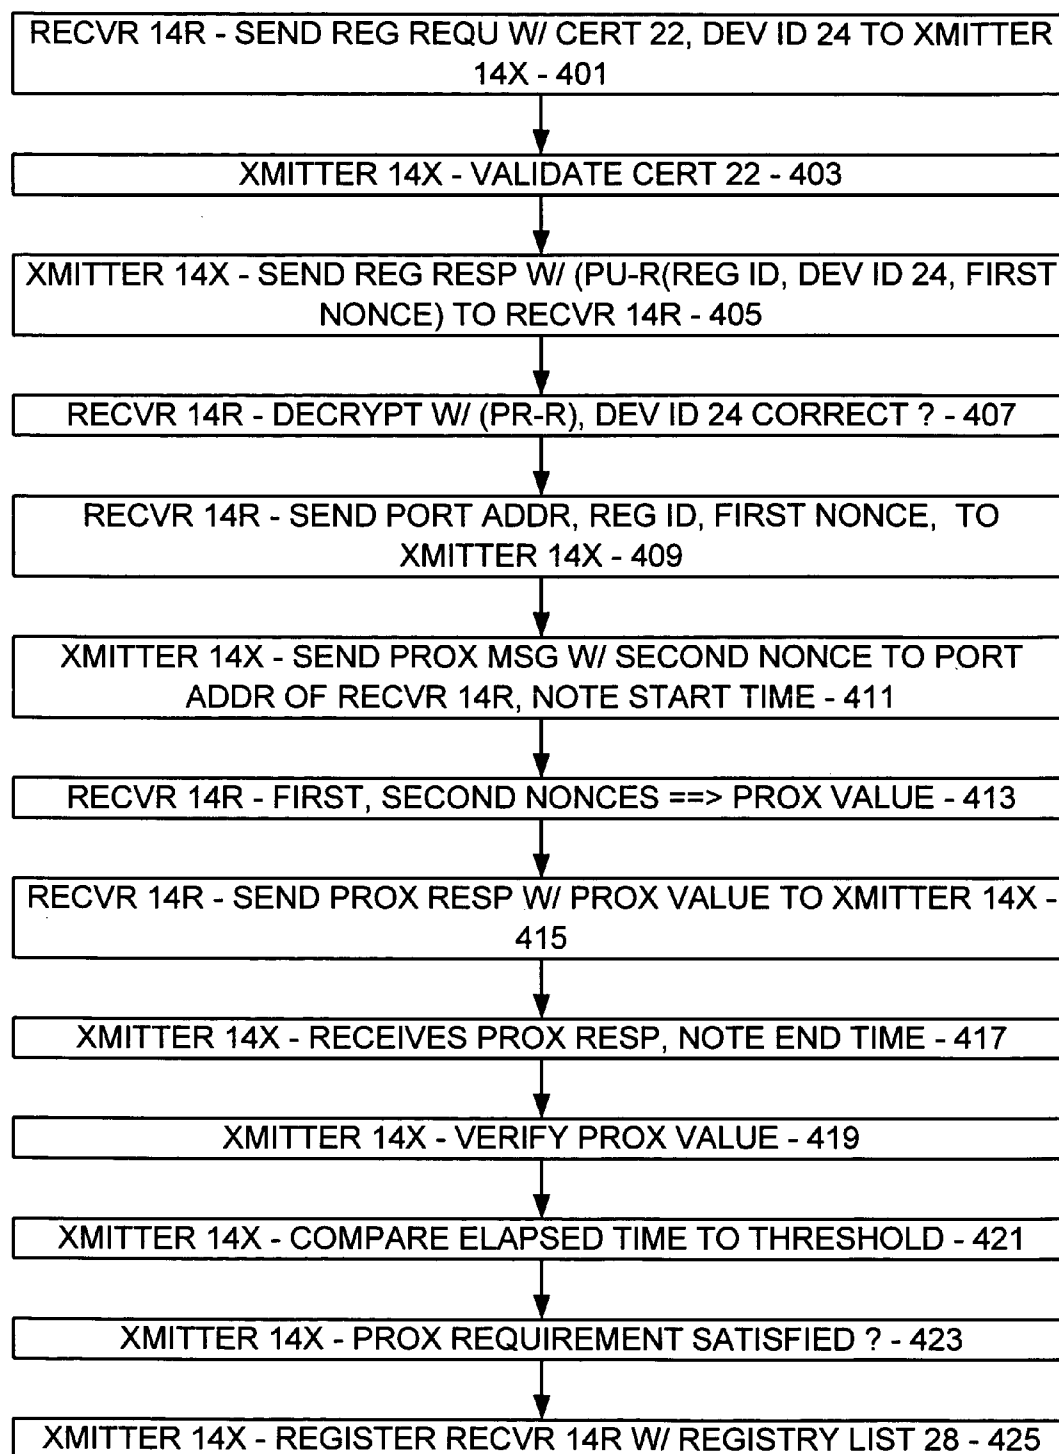 RECVR 14R - SEND REG REQU W/ CERT 22, DEV ID 24 TO XMITTER
14X - 401
XMITTER 14X - VALIDATE CERT 22 - 403
XMITTER 14X - SEND REG RESP W/ (PU-R(REG ID, DEV ID 24, FIRST
NONCE) TO RECVR 14R - 405
RECVR 14R - DECRYPT W/ (PR-R), DEV ID 24 CORRECT ? - 407
RECVR 14R - SEND PORT ADDR, REG ID, FIRST NONCE, TO
XMITTER 14X - 409
XMITTER 14X - SEND PROX MSG W/ SECOND NONCE TO PORT
ADDR OF RECVR 14R, NOTE START TIME - 411
RECVR 14R - FIRST, SECOND NONCES ==> PROX VALUE - 413
RECVR 14R - SEND PROX RESP W/ PROX VALUE TO XMITTER 14X -
415
XMITTER 14X - RECEIVES PROX RESP, NOTE END TIME - 417
XMITTER 14X - VERIFY PROX VALUE - 419
XMITTER 14X - COMPARE ELAPSED TIME TO THRESHOLD - 421
XMITTER 14X - PROX REQUIREMENT SATISFIED ? - 423
XMITTER 14X - REGISTER RECVR 14R W/ REGISTRY LIST 28 - 425